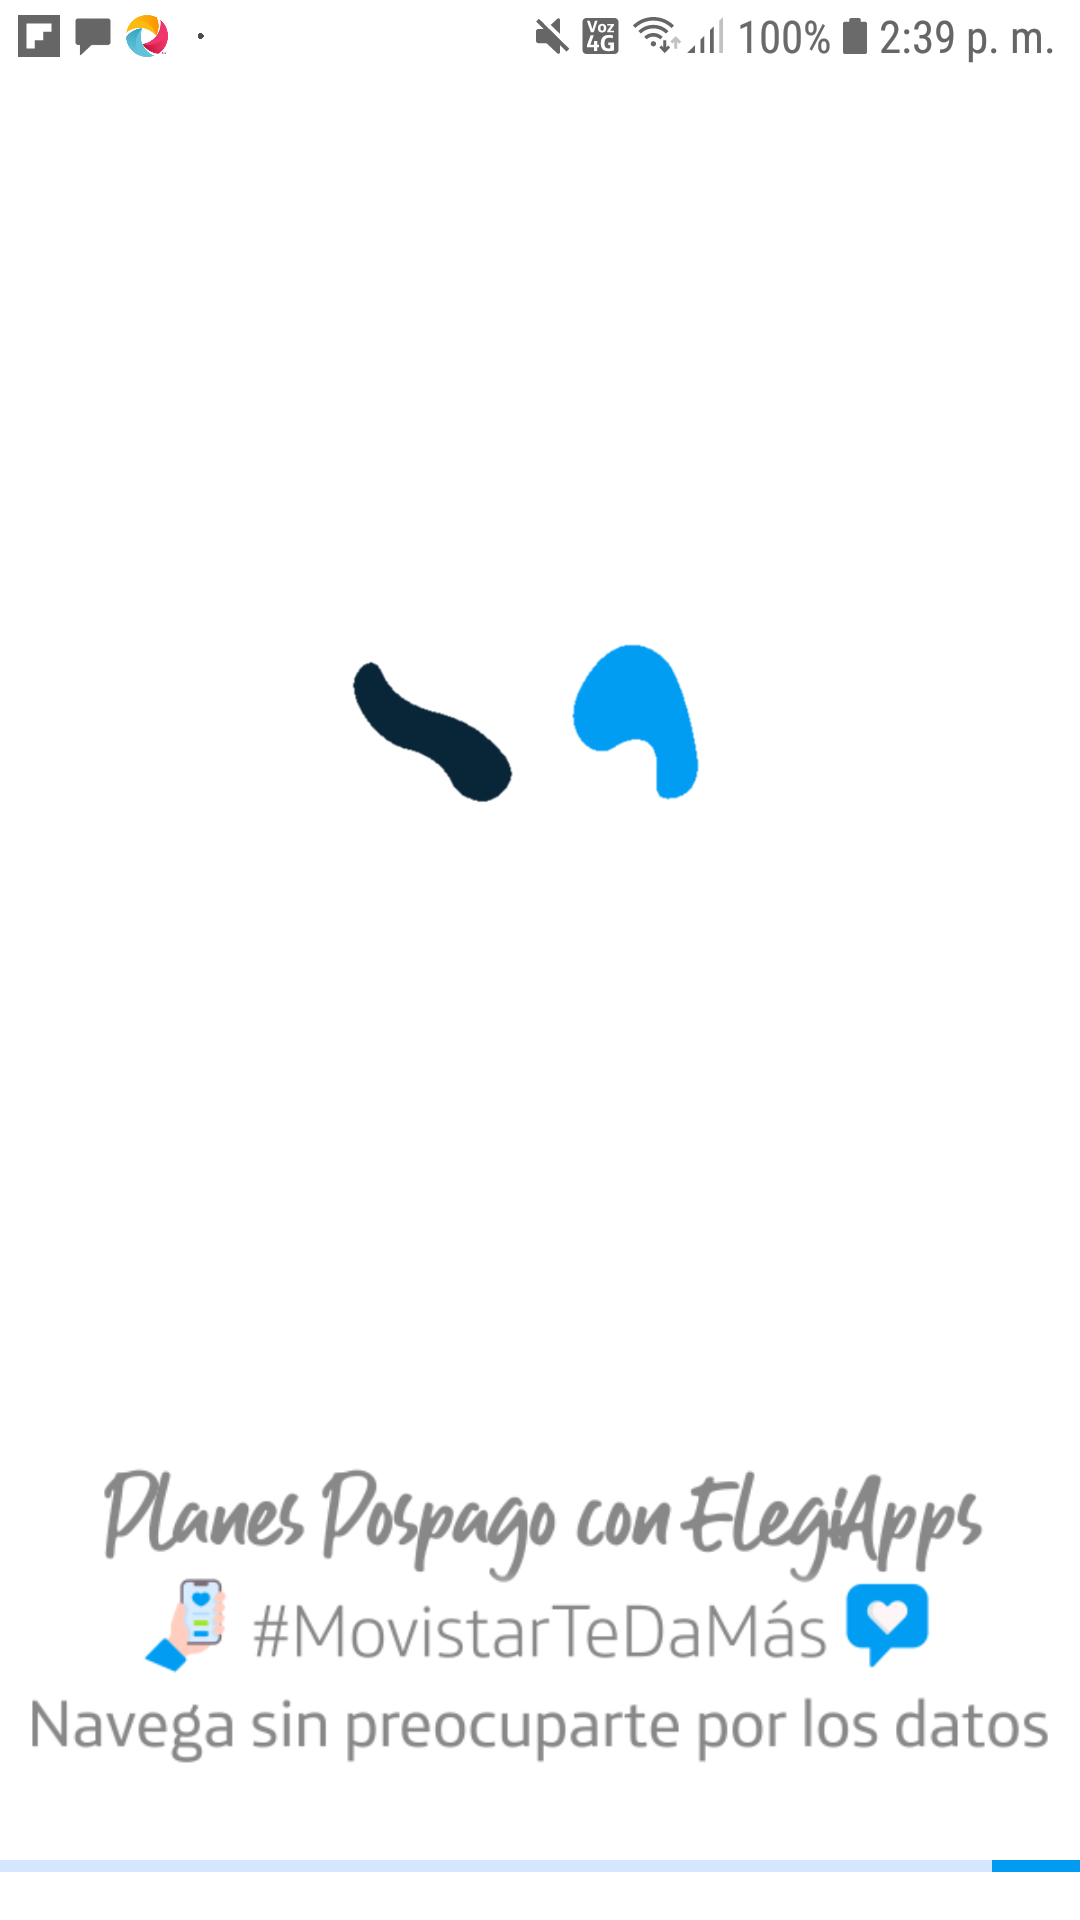 Voz 4G 100% 2:39 p. m.
Planes Pospago con ElegiApps
#MovistarTeDaMás
Navega sin preocuparte por los datos